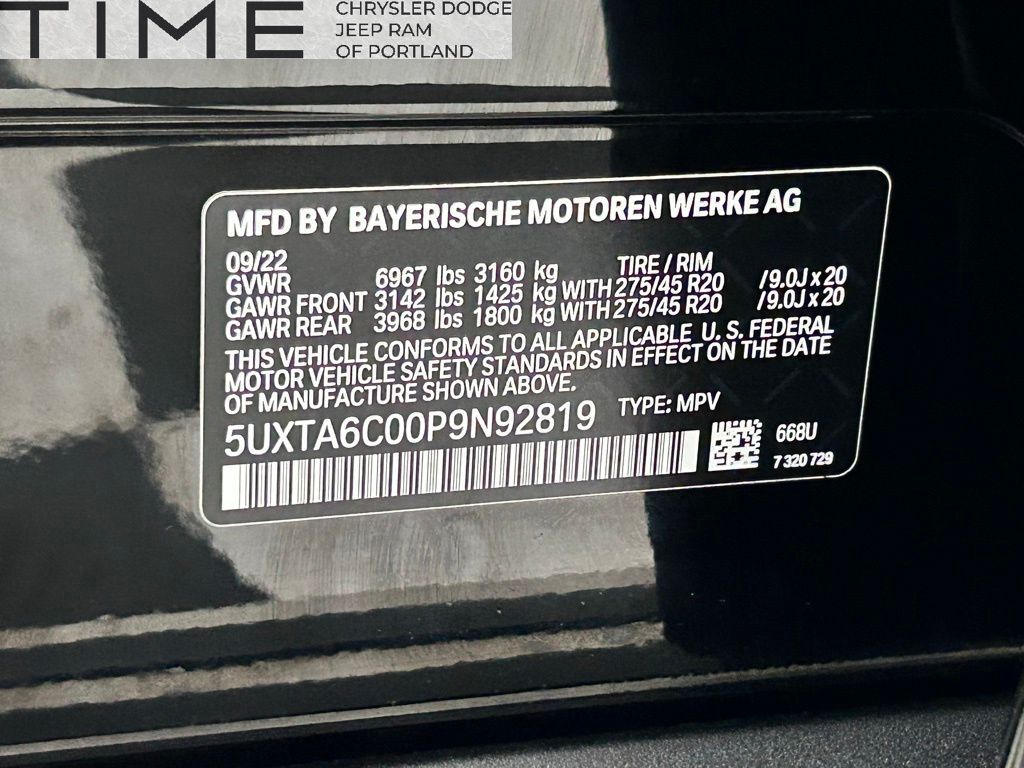 TIME
CHRYSLER DODGE
JEEP RAM
OF PORTLAND
MFD BY BAYERISCHE MOTOREN WERKE AG
09/22 TIRE / RIM
GVWR 6967 lbs 3160 kg
GAWR FRONT 3142 lbs 1425 kg WITH 275/45 R20 /9.0J x 20
GAWR REAR 3968 lbs 1800 kg WITH 275/45 R20 /9.0J x 20
THIS VEHICLE CONFORMS TO ALL APPLICABLE U. S. FEDERAL
MOTOR VEHICLE SAFETY STANDARDS IN EFFECT ON THE DATE
OF MANUFACTURE SHOWN ABOVE.
5UXTA6C00P9N92819 TYPE: MPV
668U
7 320 729